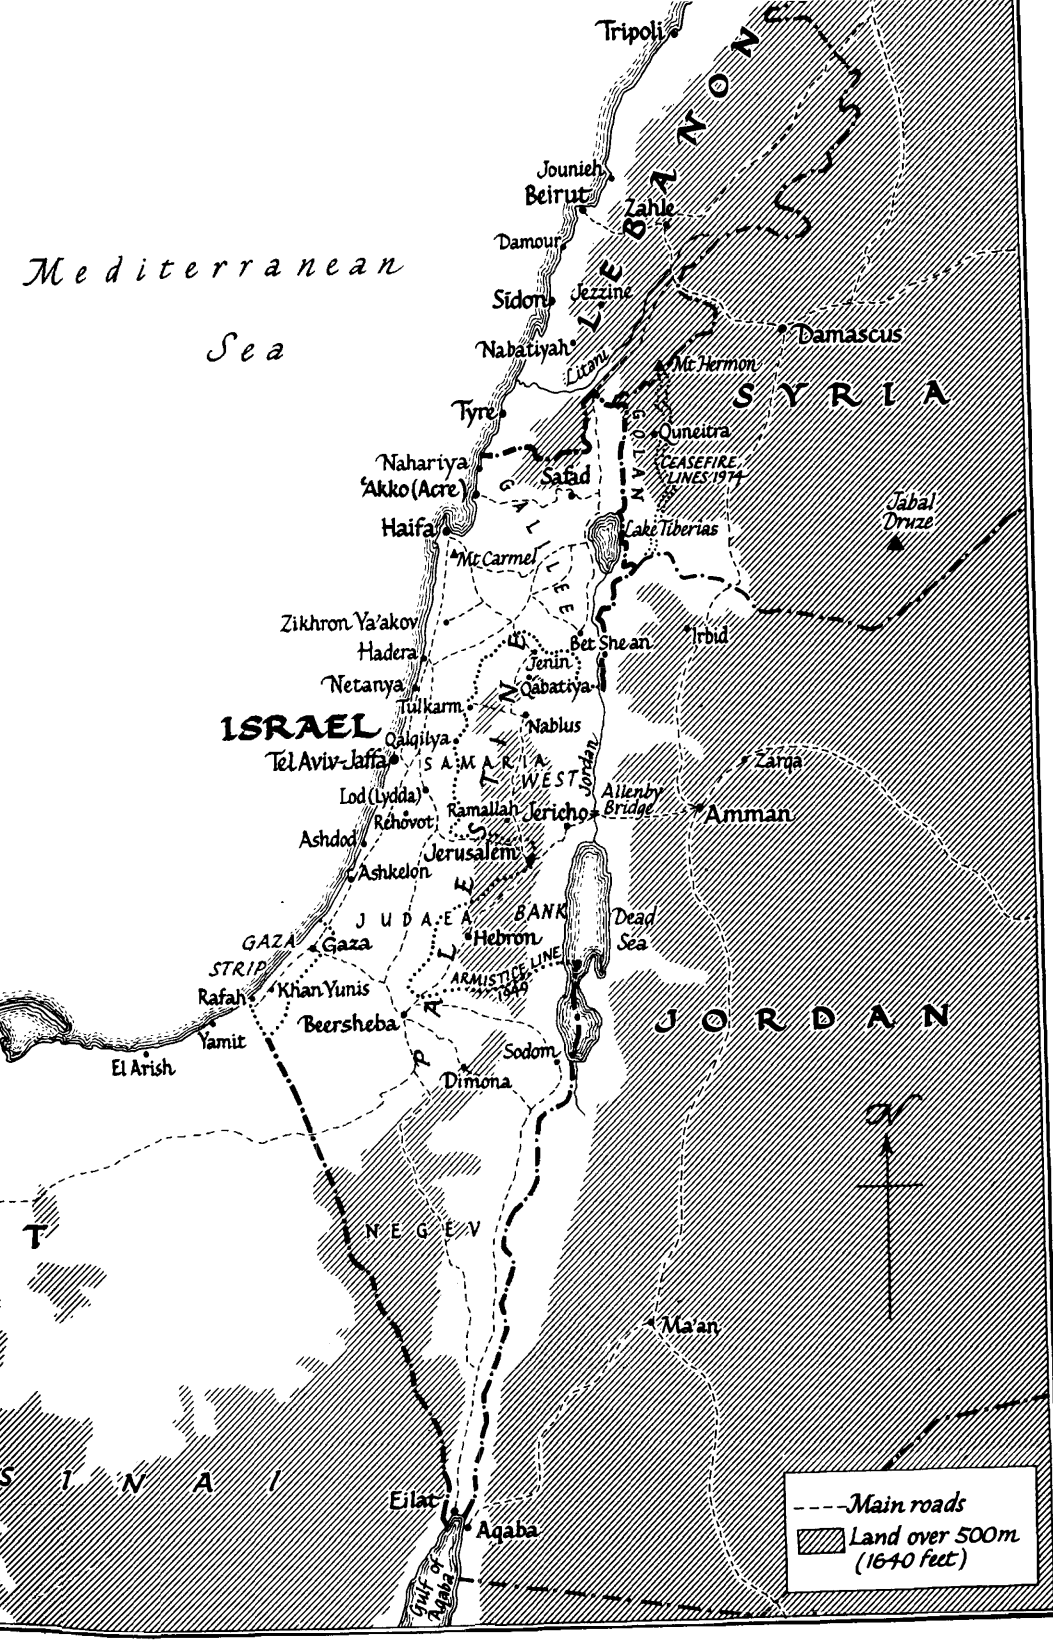 Tripoli
LEBANON
Jounieh
Beirut
Zahle
Mediterranean
Sea
Damour
Sidon
Jezzine
Nabatiyah
Litani
Damascus
Mt Hermon
SYRIA
Tyre
GOLAN
Quneitra
CEASEFIRE
LINES 1974
Nahariya
'Akko (Acre)
Safad
GALILEE
Jabal
Druze
Haifa
Lake Tiberias
Mt Carmel
Zikhron Ya'akov
Bet Shean
Irbid
Hadera
Jenin
Netanya
Qabatiya
Tulkarm
Nablus
ISRAEL
Qalqilya
Tel Aviv-Jaffa
SAMARIA
PALESTINE
WEST
Jordan
Zarqa
Lod (Lydda)
Allenby
Bridge
Ramallah
Jericho
Rehovot
Amman
Ashdod
Jerusalem
Ashkelon
JUDAEA
BANK
Dead
Sea
GAZA
STRIP
Gaza
Hebron
ARMISTICE LINE
1949
Rafah
Khan Yunis
Beersheba
JORDAN
Yamit
El Arish
Sodom
Dimona
N
T
NEGEV
Ma'an
SINAI
Eilat
Aqaba
Gulf of
Aqaba
Main roads
Land over 500m
(1640 feet)